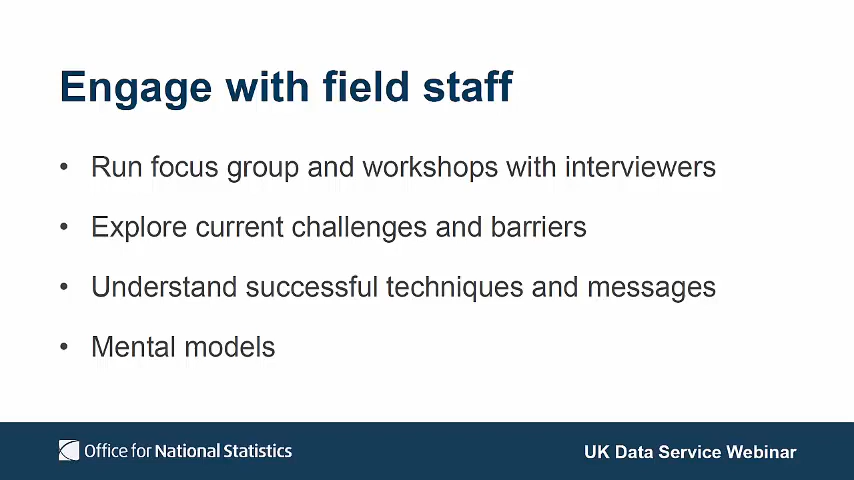 Engage with field staff
• Run focus group and workshops with interviewers
• Explore current challenges and barriers
• Understand successful techniques and messages
• Mental models
Office for National Statistics
UK Data Service Webinar